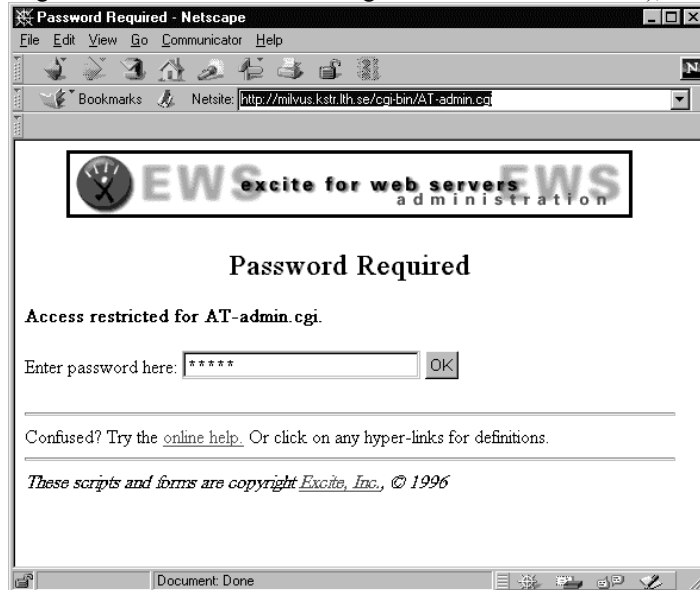 Password Required - Netscape
File Edit View Go Communicator Help
N
Bookmarks Netsite: http://milvus.kstr.lth.se/cgi-bin/AT-admin.cgi
EWS excite for web servers EWS
administration
Password Required
Access restricted for AT-admin.cgi.
Enter password here: ***** OK
Confused? Try the online help. Or click on any hyper-links for definitions.
These scripts and forms are copyright Excite, Inc., © 1996
Document: Done